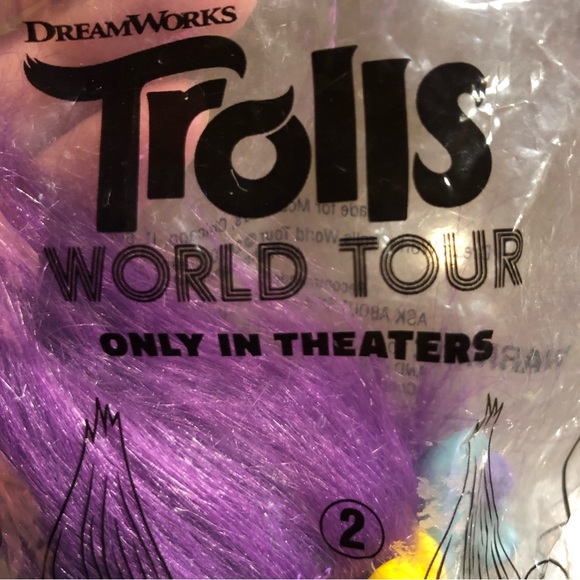 DREAMWORKS
Trolls
WORLD TOUR
ONLY IN THEATERS
2